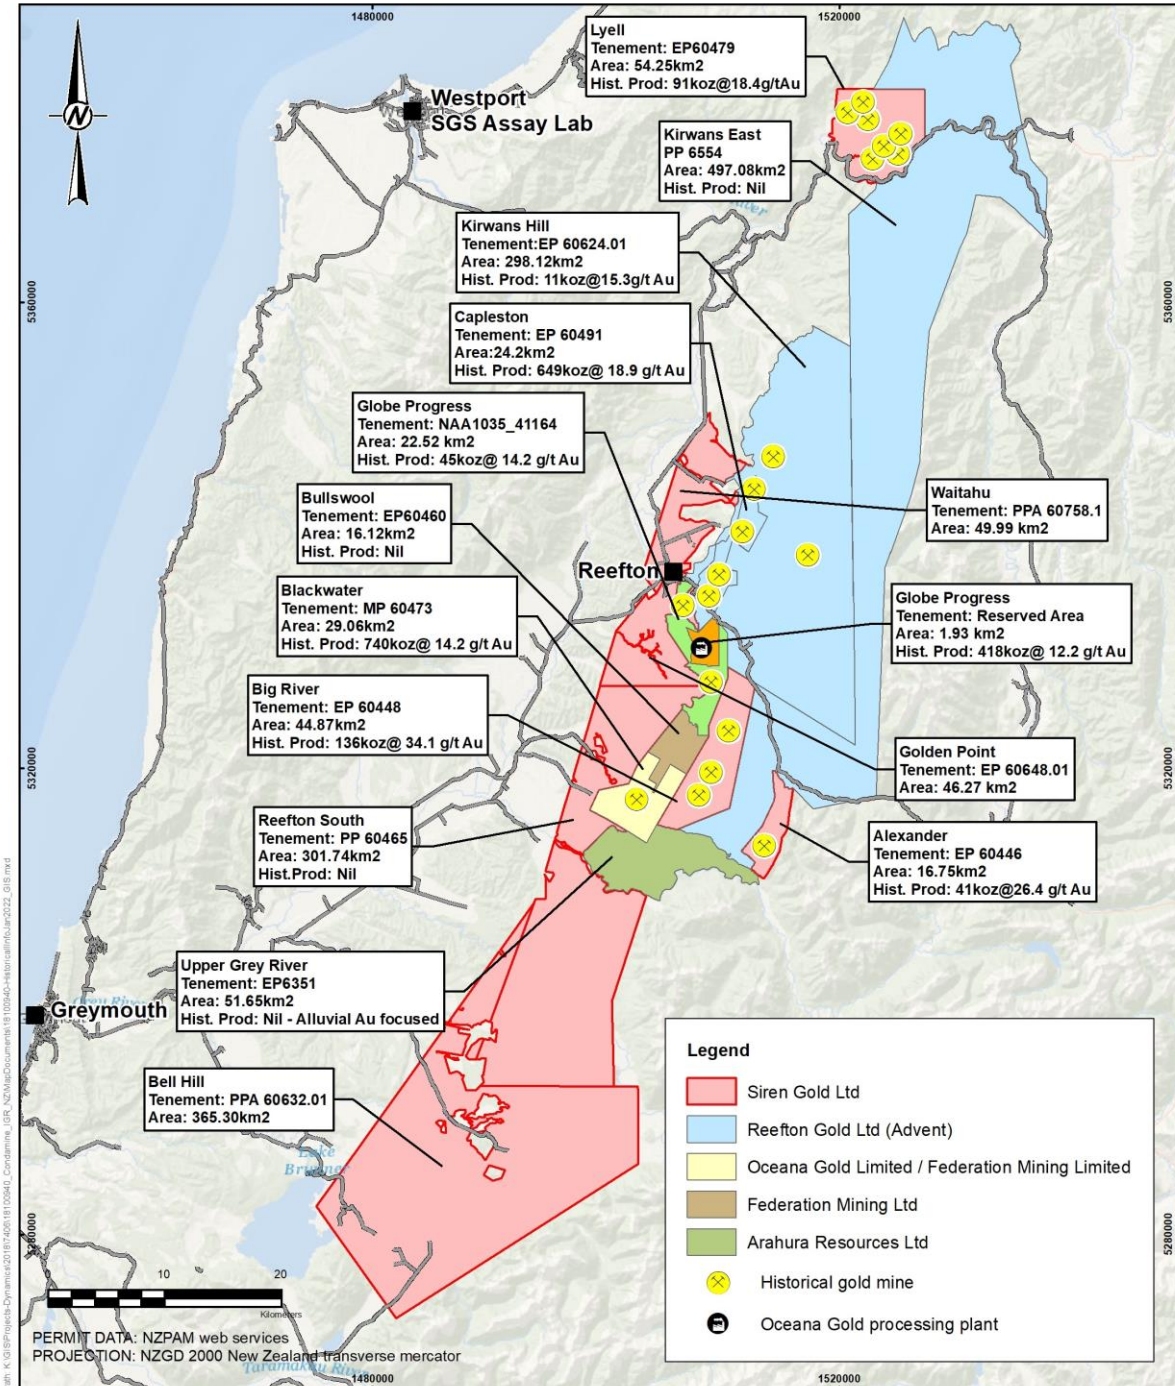 1480000
1520000
Lyell
Tenement: EP60479
Area: 54.25km2
Hist. Prod: 91koz@18.4g/tAu
Westport
SGS Assay Lab
Kirwans East
PP 6554
Area: 497.08km2
Hist. Prod: Nil
River
N
Kirwans Hill
Tenement:EP 60624.01
Area: 298.12km2
Hist. Prod: 11koz@15.3g/t Au
5360000
5360000
Capleston
Tenement: EP 60491
Area:24.2km2
Hist. Prod: 649koz@ 18.9 g/t Au
Globe Progress
Tenement: NAA1035_41164
Area: 22.52 km2
Hist. Prod: 45koz@ 14.2 g/t Au
Bullswool
Tenement: EP60460
Area: 16.12km2
Hist. Prod: Nil
Waitahu
Tenement: PPA 60758.1
Area: 49.99 km2
Reefton
Blackwater
Tenement: MP 60473
Area: 29.06km2
Hist. Prod: 740koz@ 14.2 g/t Au
Globe Progress
Tenement: Reserved Area
Area: 1.93 km2
Hist. Prod: 418koz@ 12.2 g/t Au
Big River
Tenement: EP 60448
Area: 44.87km2
Hist. Prod: 136koz@ 34.1 g/t Au
Golden Point
Tenement: EP 60648.01
Area: 46.27 km2
5320000
5320000
Reefton South
Tenement: PP 60465
Area: 301.74km2
Hist.Prod: Nil
Alexander
Tenement: EP 60446
Area: 16.75km2
Hist. Prod: 41koz@26.4 g/t Au
Upper Grey River
Tenement: EP6351
Area: 51.65km2
Hist. Prod: Nil - Alluvial Au focused
Grey River
Greymouth
Bell Hill
Tenement: PPA 60632.01
Area: 365.30km2
Lake
Brunner
Legend
Siren Gold Ltd
Reefton Gold Ltd (Advent)
Oceana Gold Limited / Federation Mining Limited
Federation Mining Ltd
Arahura Resources Ltd
Historical gold mine
Oceana Gold processing plant
5280000
5280000
0 10 20
Kilometers
PERMIT DATA: NZPAM web services
PROJECTION: NZGD 2000 New Zealand transverse mercator
Taramakau River
1480000
1520000